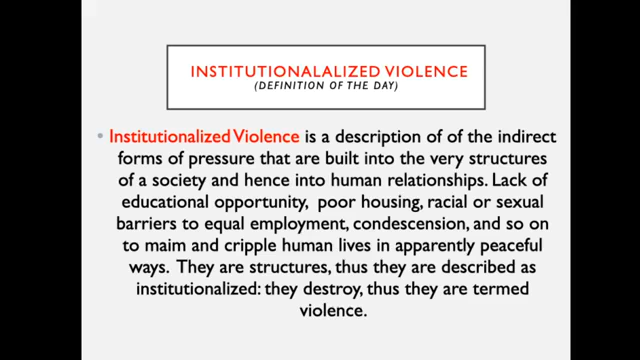 INSTITUTIONALALIZED VIOLENCE
(DEFINITION OF THE DAY)
• Institutionalized Violence is a description of of the indirect
forms of pressure that are built into the very structures
of a society and hence into human relationships. Lack of
educational opportunity, poor housing, racial or sexual
barriers to equal employment, condescension, and so on
to maim and cripple human lives in apparently peaceful
ways. They are structures, thus they are described as
institutionalized: they destroy, thus they are termed
violence.